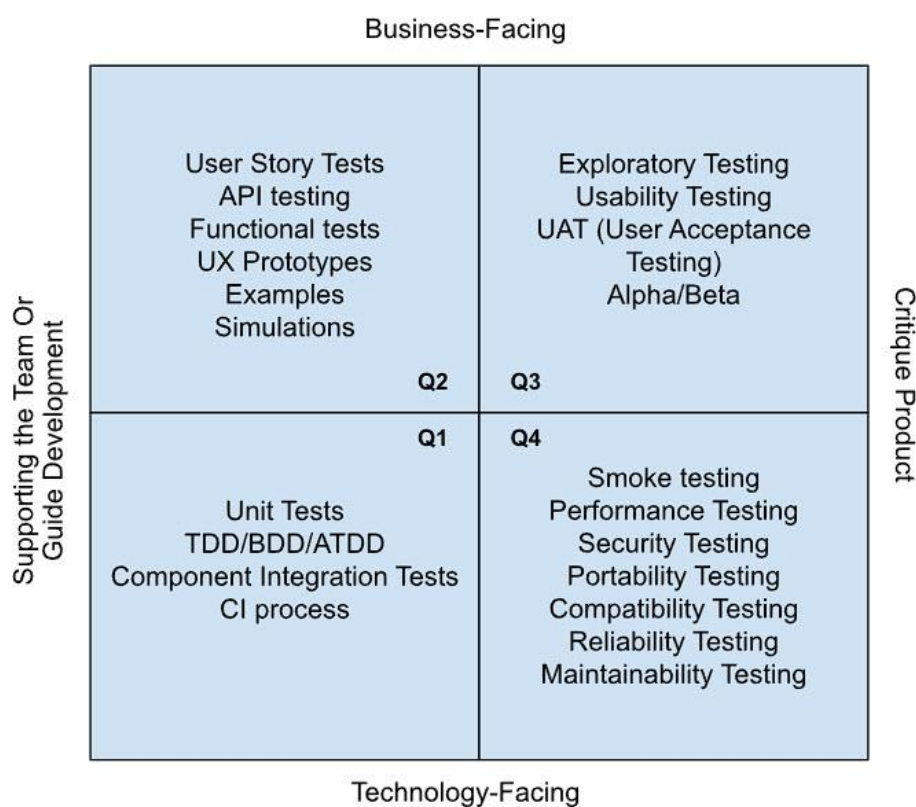 Business-Facing
User Story Tests
API testing
Functional tests
UX Prototypes
Examples
Simulations
Q2
Exploratory Testing
Usability Testing
UAT (User Acceptance
Testing)
Alpha/Beta
Q3
Supporting the Team Or
Guide Development
Critique Product
Q1
Unit Tests
TDD/BDD/ATDD
Component Integration Tests
CI process
Q4
Smoke testing
Performance Testing
Security Testing
Portability Testing
Compatibility Testing
Reliability Testing
Maintainability Testing
Technology-Facing